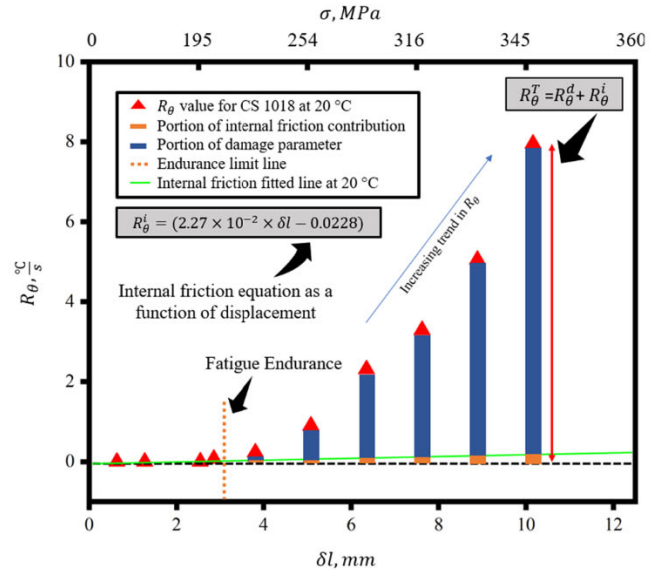 σ, MPa
0 195 254 316 345 360
10
8
6
4
2
0
R_θ, °C/s
R_θ value for CS 1018 at 20 °C
Portion of internal friction contribution
Portion of damage parameter
Endurance limit line
Internal friction fitted line at 20 °C
R_θ^T =R_θ^d + R_θ^i
R_θ^i = (2.27 × 10^−2 × δl − 0.0228)
Internal friction equation as a
function of displacement
Increasing trend in R_θ
Fatigue Endurance
0 2 4 6 8 10 12
δl, mm